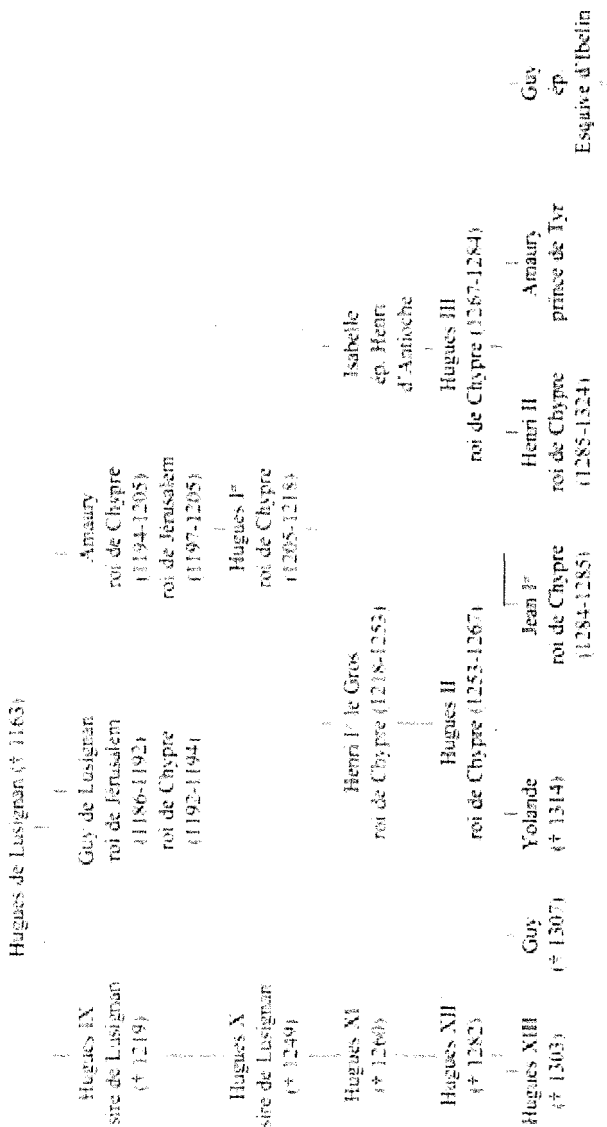 Hugues de Lusignan († 1163)
Hugues IX
sire de Lusignan
(† 1219)
Guy de Lusignan
roi de Jérusalem
(1186-1192)
roi de Chypre
(1192-1194)
Amaury
roi de Chypre
(1194-1205)
roi de Jérusalem
(1197-1205)
Hugues X
sire de Lusignan
(† 1249)
Hugues Iᵉʳ
roi de Chypre
(1205-1218)
Hugues XI
(† 1260)
Henri Iᵉʳ le Gros
roi de Chypre (1218-1253)
Isabelle
ép. Henri
d'Antioche
Hugues XII
(† 1282)
Hugues II
roi de Chypre (1253-1267)
Hugues III
roi de Chypre (1267-1284)
Hugues XIII
(† 1303)
Guy
(† 1307)
Yolande
(† 1314)
Jean Iᵉʳ
roi de Chypre
(1284-1285)
Henri II
roi de Chypre
(1285-1324)
Amaury
prince de Tyr
Guy
ép.
Esquive d'Ibelin